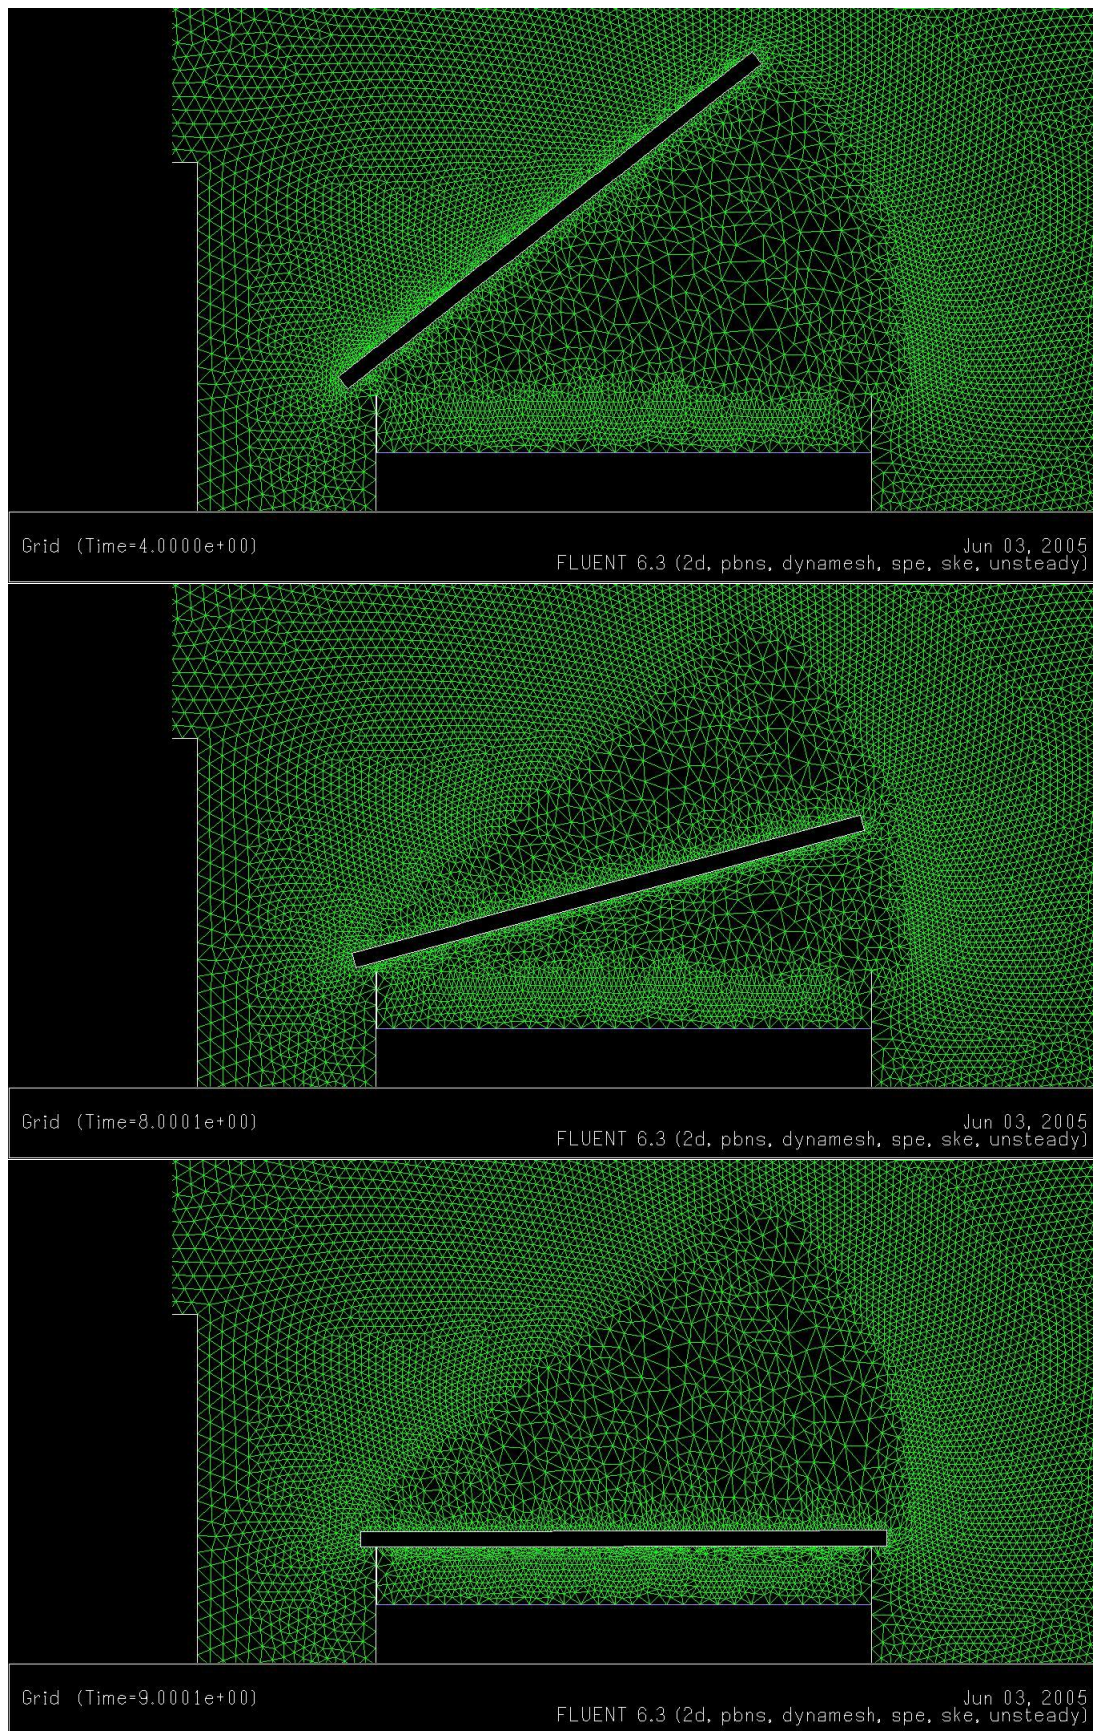 Grid (Time=4.0000e+00)
Jun 03, 2005
FLUENT 6.3 (2d, pbns, dynamesh, spe, ske, unsteady)
Grid (Time=8.0001e+00)
Jun 03, 2005
FLUENT 6.3 (2d, pbns, dynamesh, spe, ske, unsteady)
Grid (Time=9.0001e+00)
Jun 03, 2005
FLUENT 6.3 (2d, pbns, dynamesh, spe, ske, unsteady)